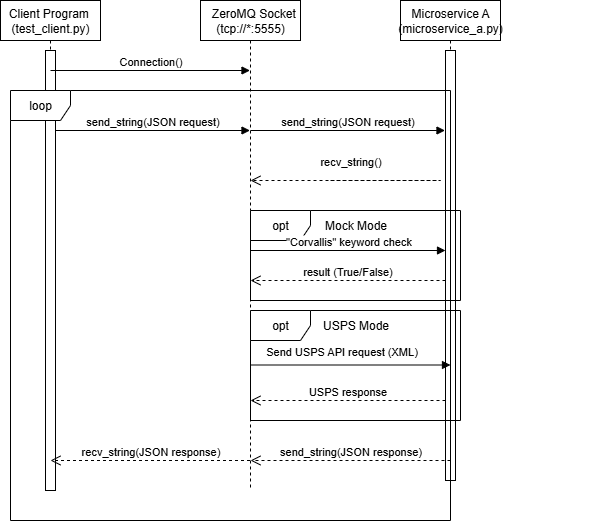 Client Program
(test_client.py)
ZeroMQ Socket
(tcp://*:5555)
Microservice A
(microservice_a.py)
Connection()
loop
send_string(JSON request)
send_string(JSON request)
recv_string()
opt
Mock Mode
"Corvallis" keyword check
result (True/False)
opt
USPS Mode
Send USPS API request (XML)
USPS response
recv_string(JSON response)
send_string(JSON response)